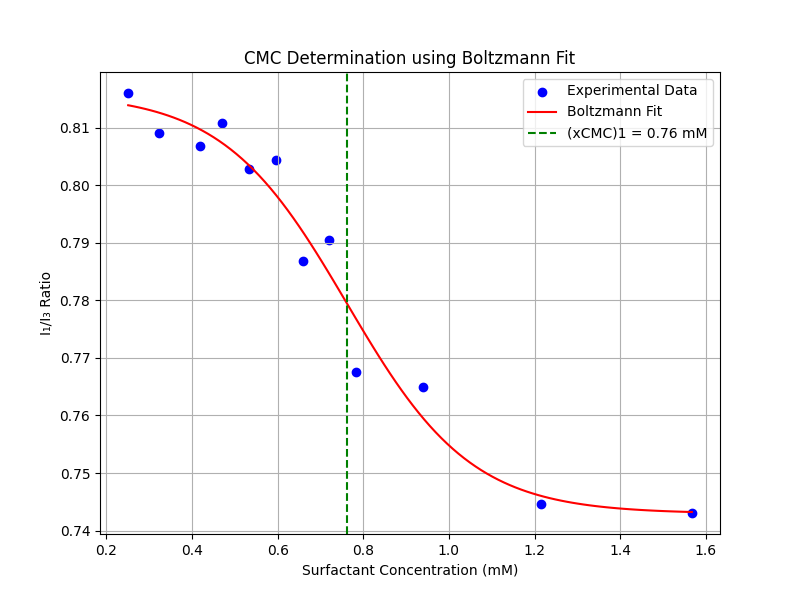 CMC Determination using Boltzmann Fit
Experimental Data
Boltzmann Fit
(xCMC)1 = 0.76 mM
I₁/I₃ Ratio
0.81
0.80
0.79
0.78
0.77
0.76
0.75
0.74
0.2 0.4 0.6 0.8 1.0 1.2 1.4 1.6
Surfactant Concentration (mM)